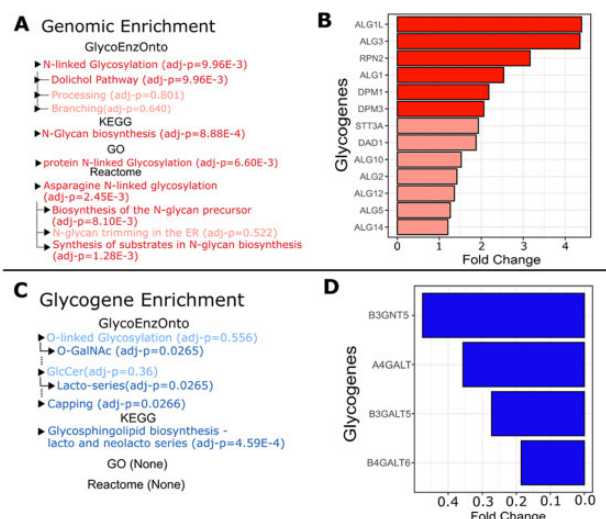 A Genomic Enrichment
GlycoEnzOnto
N-linked Glycosylation (adj-p=9.96E-3)
Dolichol Pathway (adj-p=9.96E-3)
Processing (adj-p=0.801)
Branching(adj-p=0.640)
KEGG
N-Glycan biosynthesis (adj-p=8.88E-4)
GO
protein N-linked Glycosylation (adj-p=6.60E-3)
Reactome
Asparagine N-linked glycosylation
(adj-p=2.45E-3)
Biosynthesis of the N-glycan precursor
(adj-p=8.10E-3)
N-glycan trimming in the ER (adj-p=0.522)
Synthesis of substrates in N-glycan biosynthesis
(adj-p=1.28E-3)
B
Glycogenes
ALG1L
ALG3
RPN2
ALG1
DPM1
DPM3
STT3A
DAD1
ALG10
ALG2
ALG12
ALG5
ALG14
0 1 2 3 4
Fold Change
C Glycogene Enrichment
GlycoEnzOnto
O-linked Glycosylation (adj-p=0.556)
O-GalNAc (adj-p=0.0265)
GlcCer(adj-p=0.36)
Lacto-series(adj-p=0.0265)
Capping (adj-p=0.0266)
KEGG
Glycosphingolipid biosynthesis -
lacto and neolacto series (adj-p=4.59E-4)
GO (None)
Reactome (None)
D
Glycogenes
B3GNT5
A4GALT
B3GALT5
B4GALT6
0.4 0.3 0.2 0.1 0.0
Fold Change